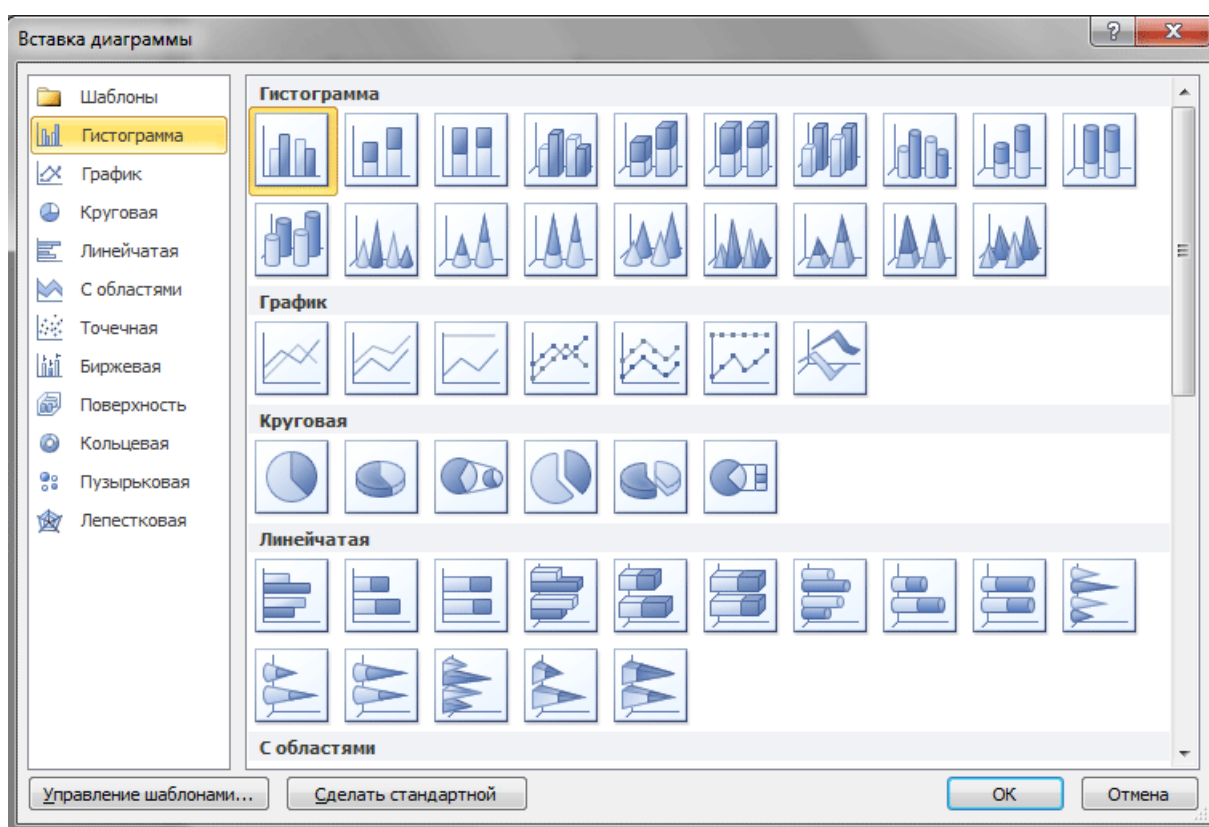 Вставка диаграммы
Шаблоны
Гистограмма
График
Круговая
Линейчатая
С областями
Точечная
Биржевая
Поверхность
Кольцевая
Пузырьковая
Лепестковая
Гистограмма
График
Круговая
Линейчатая
С областями
Управление шаблонами...
Сделать стандартной
ОК
Отмена